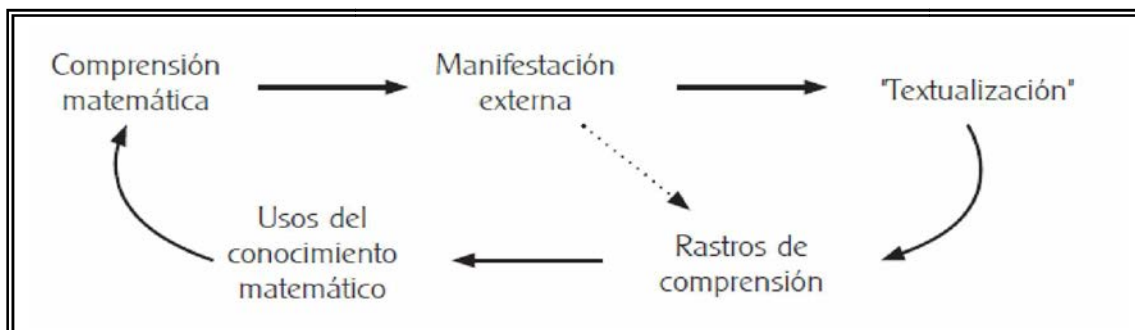 Comprensión
matemática
Manifestación
externa
"Textualización"
Usos del
conocimiento
matemático
Rastros de
comprensión